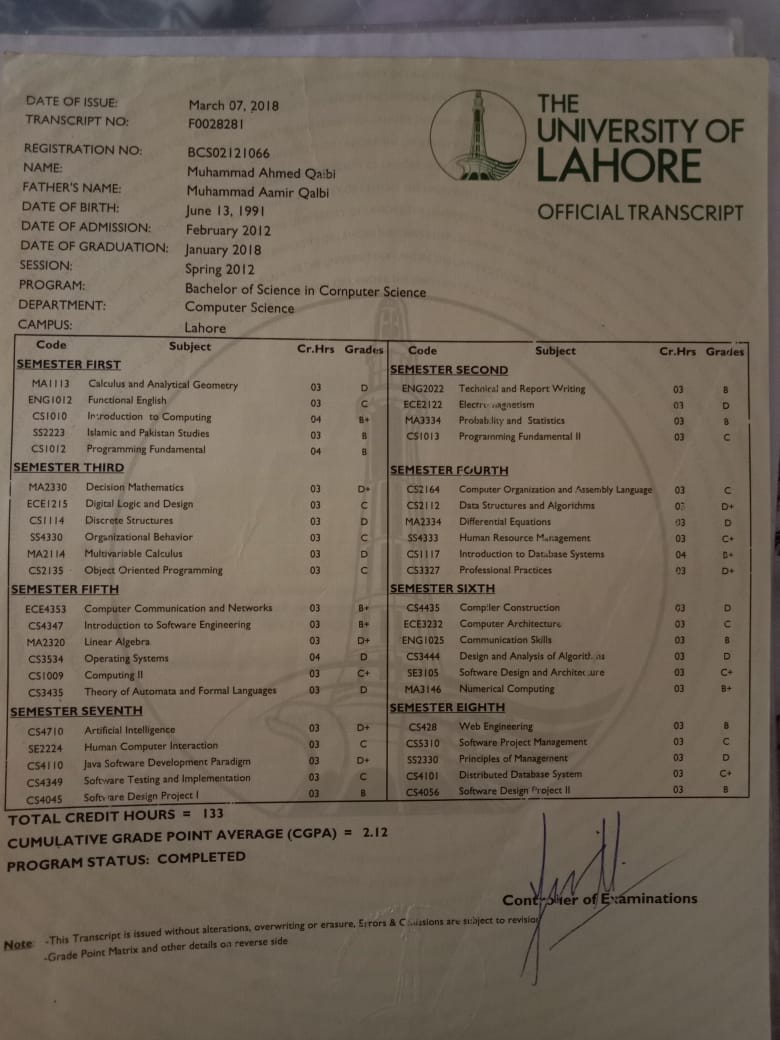 DATE OF ISSUE: March 07, 2018
TRANSCRIPT NO: F0028281
REGISTRATION NO: BCS02121066
NAME: Muhammad Ahmed Qalbi
FATHER'S NAME: Muhammad Aamir Qalbi
DATE OF BIRTH: June 13, 1991
DATE OF ADMISSION: February 2012
DATE OF GRADUATION: January 2018
SESSION: Spring 2012
PROGRAM: Bachelor of Science in Computer Science
DEPARTMENT: Computer Science
CAMPUS: Lahore
THE
UNIVERSITY OF
LAHORE
OFFICIAL TRANSCRIPT
Code Subject Cr.Hrs Grades
SEMESTER FIRST
MA1113 Calculus and Analytical Geometry 03 D
ENG1012 Functional English 03 C
CS1010 Introduction to Computing 04 B+
SS2223 Islamic and Pakistan Studies 03 B
CS1012 Programming Fundamental 04 B
SEMESTER THIRD
MA2330 Decision Mathematics 03 D+
ECE1215 Digital Logic and Design 03 C
CS1114 Discrete Structures 03 D
SS4330 Organizational Behavior 03 C
MA2114 Multivariable Calculus 03 D
CS2135 Object Oriented Programming 03 C
SEMESTER FIFTH
ECE4353 Computer Communication and Networks 03 B+
CS4347 Introduction to Software Engineering 03 B+
MA2320 Linear Algebra 03 D+
CS3534 Operating Systems 04 D
CS1009 Computing II 03 C+
CS3435 Theory of Automata and Formal Languages 03 D
SEMESTER SEVENTH
CS4710 Artificial Intelligence 03 D+
SE2224 Human Computer Interaction 03 C
CS4110 Java Software Development Paradigm 03 D+
CS4349 Software Testing and Implementation 03 C
CS4045 Software Design Project I 03 B
Code Subject Cr.Hrs Grades
SEMESTER SECOND
ENG2022 Technical and Report Writing 03 B
ECE2122 Electromagnetism 03 D
MA3334 Probability and Statistics 03 B
CS1013 Programming Fundamental II 03 C
SEMESTER FOURTH
CS2164 Computer Organization and Assembly Language 03 C
CS2112 Data Structures and Algorithms 03 D+
MA2334 Differential Equations 03 D
SS4333 Human Resource Management 03 C+
CS1117 Introduction to Database Systems 04 B+
CS3327 Professional Practices 03 D+
SEMESTER SIXTH
CS4435 Compiler Construction 03 D
ECE3232 Computer Architecture 03 C
ENG1025 Communication Skills 03 B
CS3444 Design and Analysis of Algorithms 03 D
SE3105 Software Design and Architecture 03 C+
MA3146 Numerical Computing 03 B+
SEMESTER EIGHTH
CS428 Web Engineering 03 B
CS5310 Software Project Management 03 C
SS2330 Principles of Management 03 D
CS4101 Distributed Database System 03 C+
CS4056 Software Design Project II 03 B
TOTAL CREDIT HOURS = 133
CUMULATIVE GRADE POINT AVERAGE (CGPA) = 2.12
PROGRAM STATUS: COMPLETED
Controller of Examinations
Note: -This Transcript is issued without alterations, overwriting or erasure, Errors & Omissions are subject to revision
-Grade Point Matrix and other details on reverse side